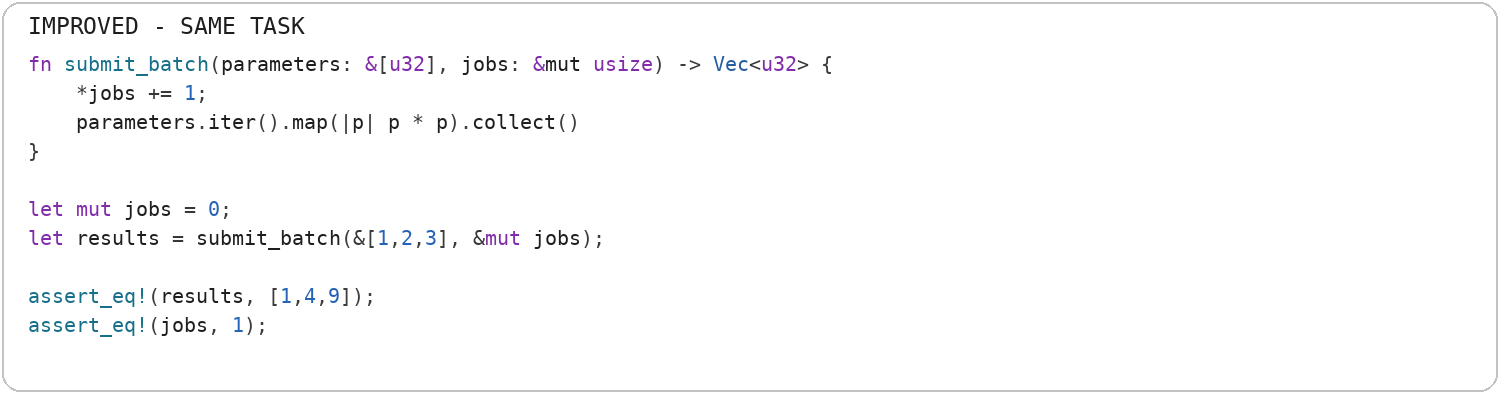 IMPROVED - SAME TASK
fn submit_batch(parameters: &[u32], jobs: &mut usize) -> Vec<u32> {
    *jobs += 1;
    parameters.iter().map(|p| p * p).collect()
}
let mut jobs = 0;
let results = submit_batch(&[1,2,3], &mut jobs);
assert_eq!(results, [1,4,9]);
assert_eq!(jobs, 1);